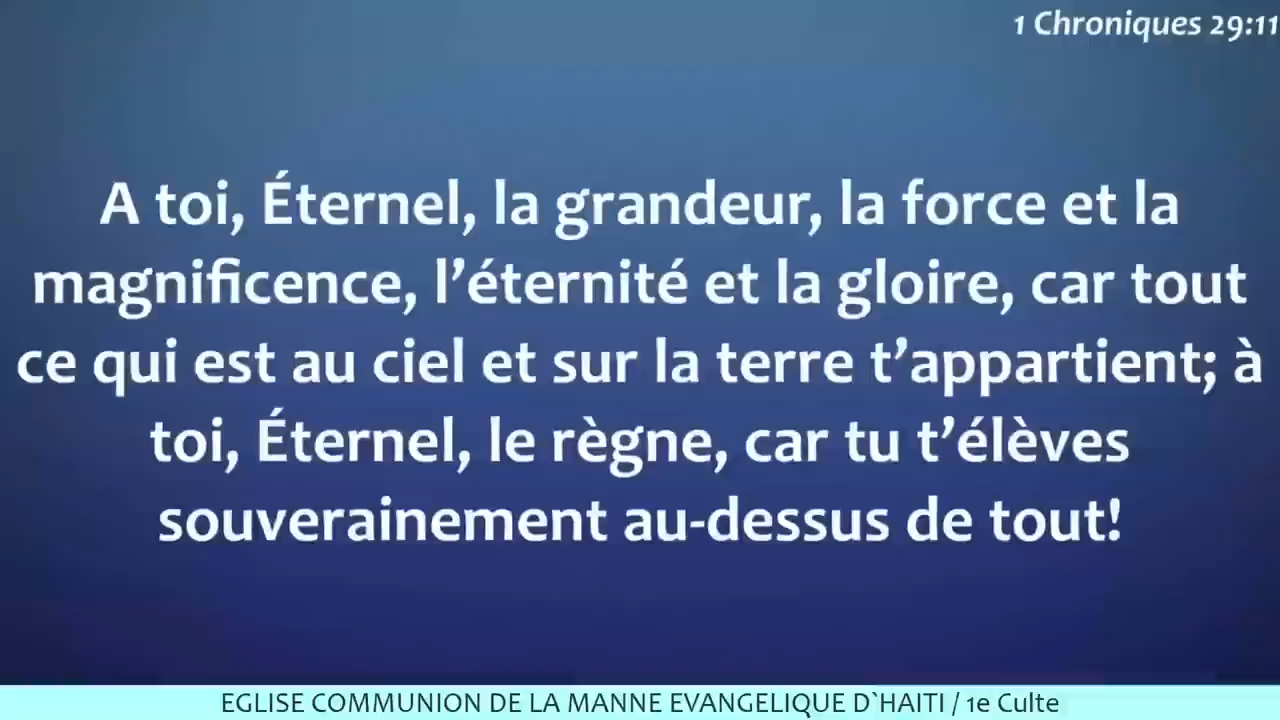 1 Chroniques 29:11
A toi, Éternel, la grandeur, la force et la
magnificence, l’éternité et la gloire, car tout
ce qui est au ciel et sur la terre t’appartient; à
toi, Éternel, le règne, car tu t’élèves
souverainement au-dessus de tout!
EGLISE COMMUNION DE LA MANNE EVANGELIQUE D`HAITI / 1e Culte